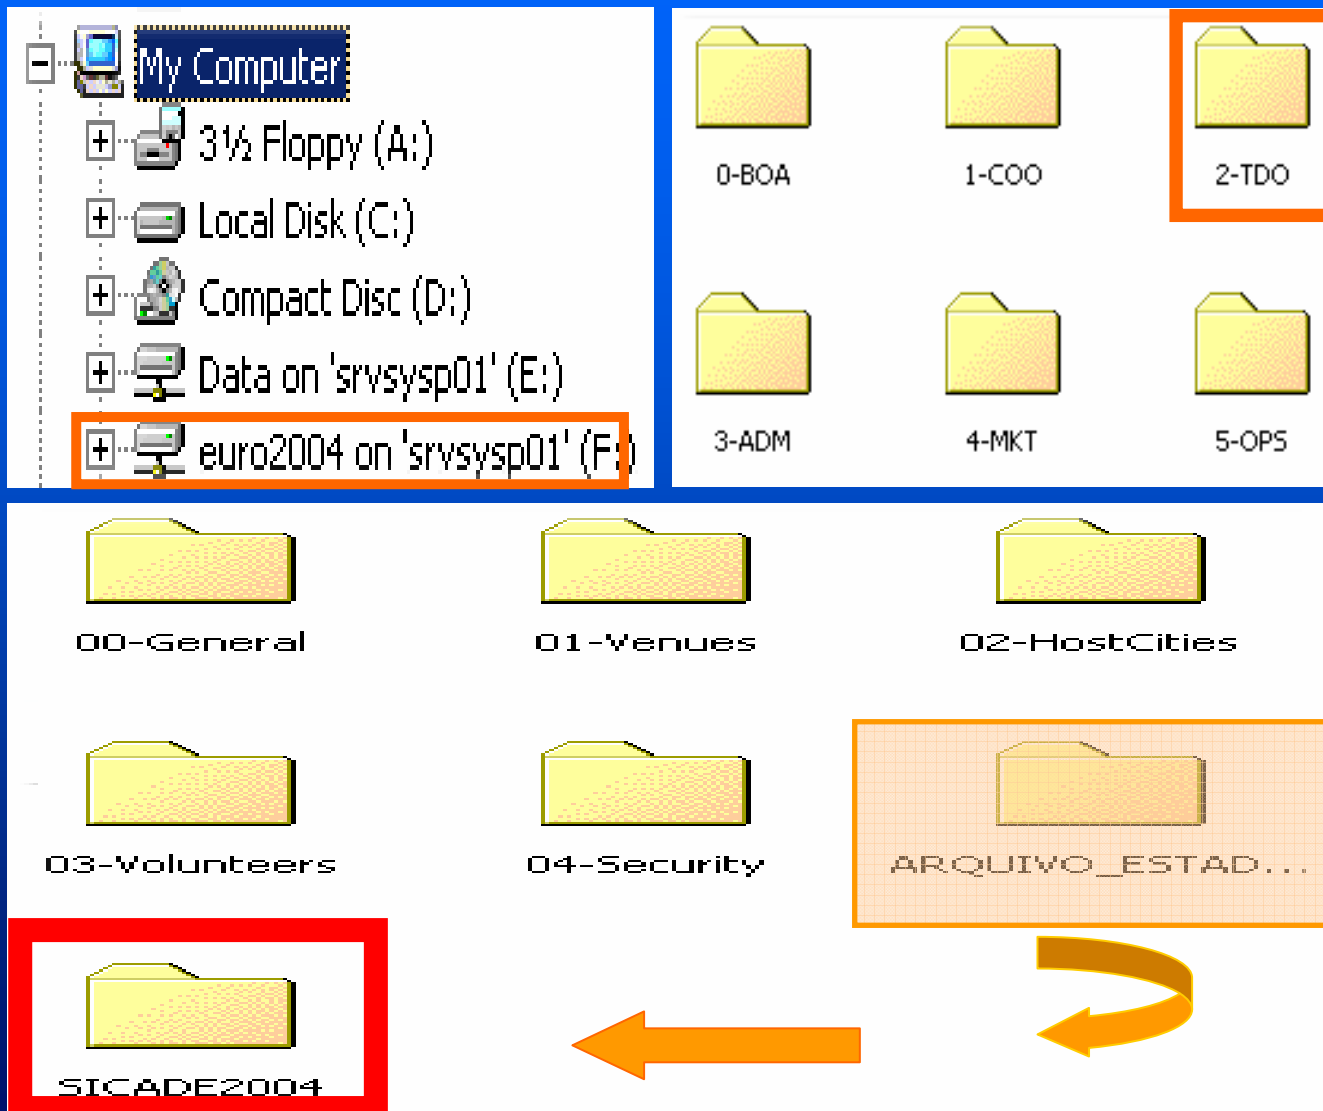 My Computer
3½ Floppy (A:)
Local Disk (C:)
Compact Disc (D:)
Data on 'srvsysp01' (E:)
euro2004 on 'srvsysp01' (F:)
0-BOA 1-COO 2-TDO
3-ADM 4-MKT 5-OPS
00-General 01-Venues 02-HostCities
03-Volunteers 04-Security ARQUIVO_ESTAD...
SICADE2004